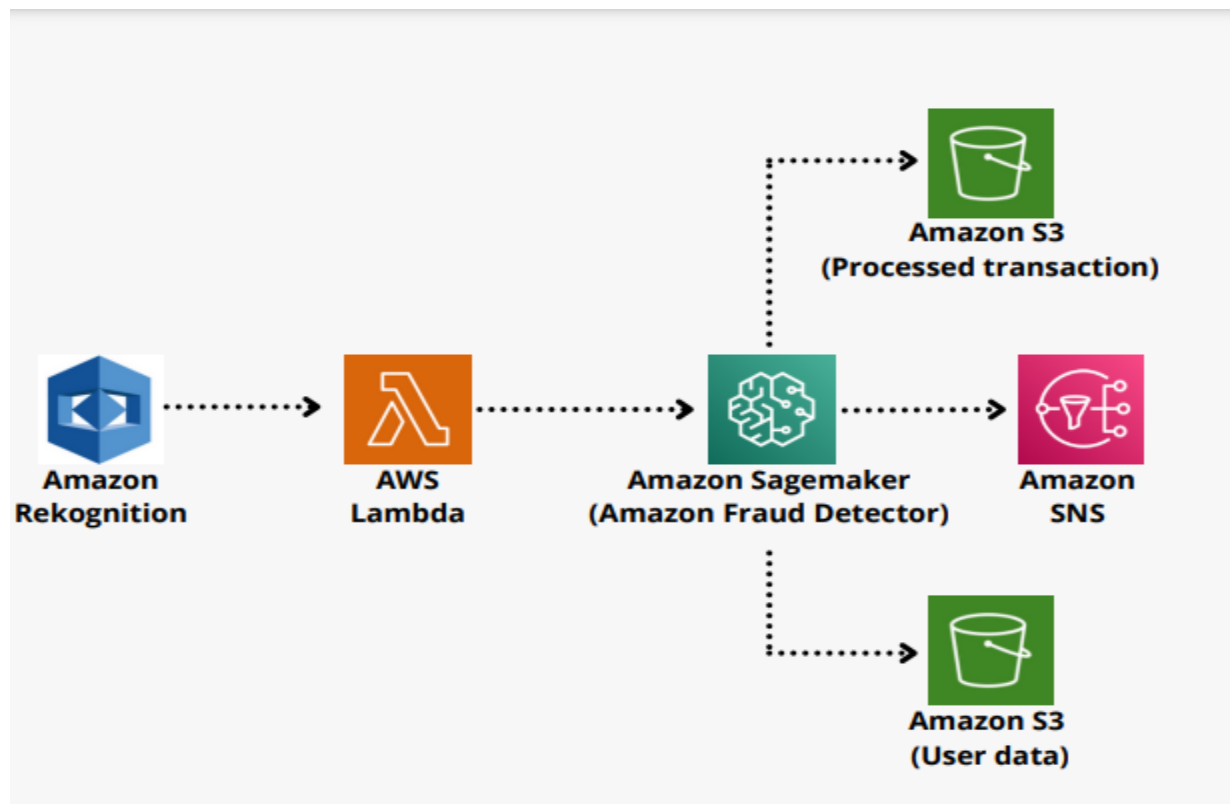 Amazon S3
(Processed transaction)
Amazon
Rekognition
AWS
Lambda
Amazon Sagemaker
(Amazon Fraud Detector)
Amazon
SNS
Amazon S3
(User data)